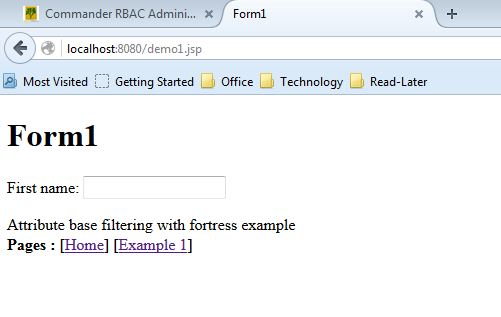 Commander RBAC Admini... × Form1 × +
localhost:8080/demo1.jsp
Most Visited Getting Started Office Technology Read-Later
Form1
First name:
Attribute base filtering with fortress example
Pages : [Home] [Example 1]